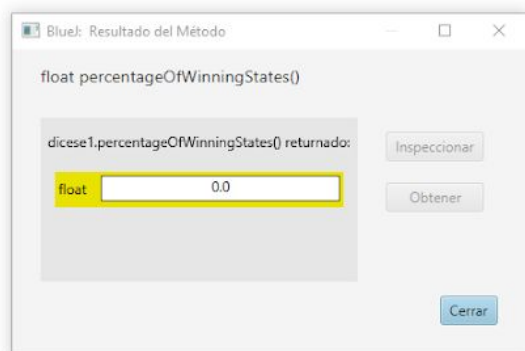 BlueJ: Resultado del Método
float percentageOfWinningStates()
dicese1.percentageOfWinningStates() returnado:
float 0.0
Inspeccionar
Obtener
Cerrar